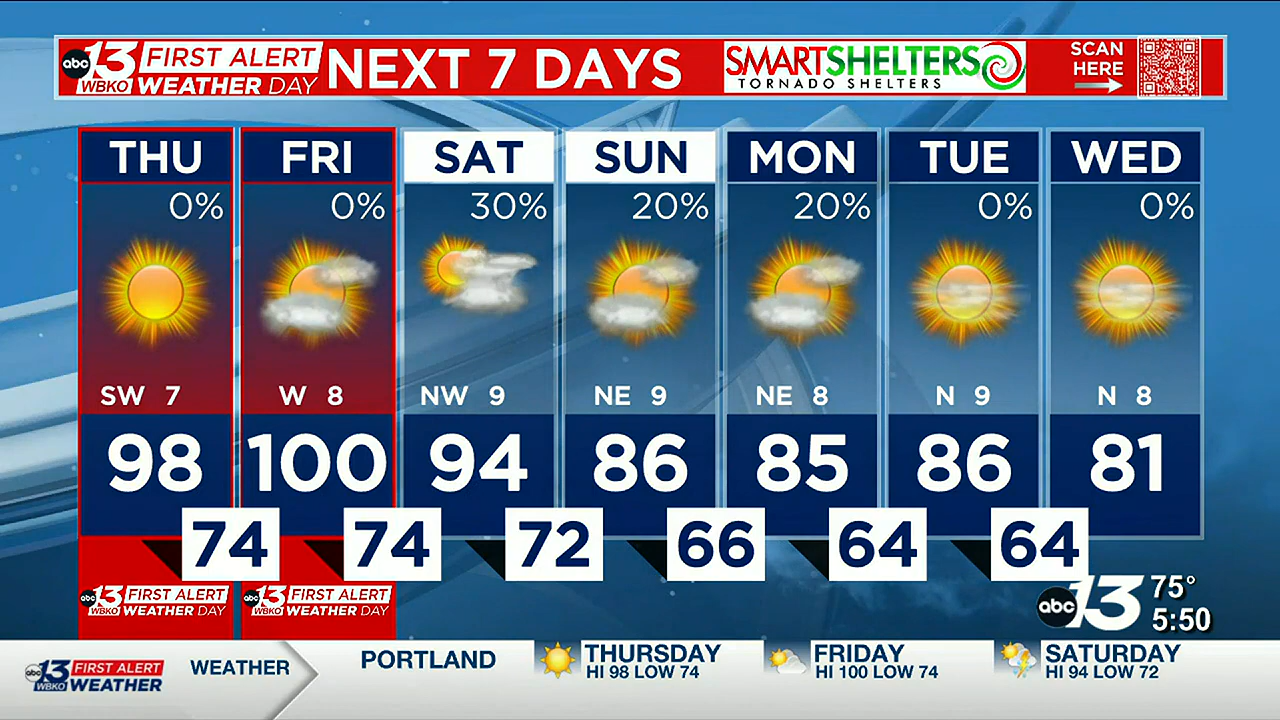 abc 13 WBKO FIRST ALERT WEATHER DAY
NEXT 7 DAYS
SMARTSHELTERS
TORNADO SHELTERS
SCAN HERE
THU FRI SAT SUN MON TUE WED
0% 0% 30% 20% 20% 0% 0%
SW 7 W 8 NW 9 NE 9 NE 8 N 9 N 8
98 100 94 86 85 86 81
74 74 72 66 64 64
abc 13 WBKO FIRST ALERT WEATHER DAY
abc 13 WBKO FIRST ALERT WEATHER DAY
abc 13 75°
5:50
abc 13 WBKO FIRST ALERT WEATHER
WEATHER
PORTLAND
THURSDAY
HI 98 LOW 74
FRIDAY
HI 100 LOW 74
SATURDAY
HI 94 LOW 72